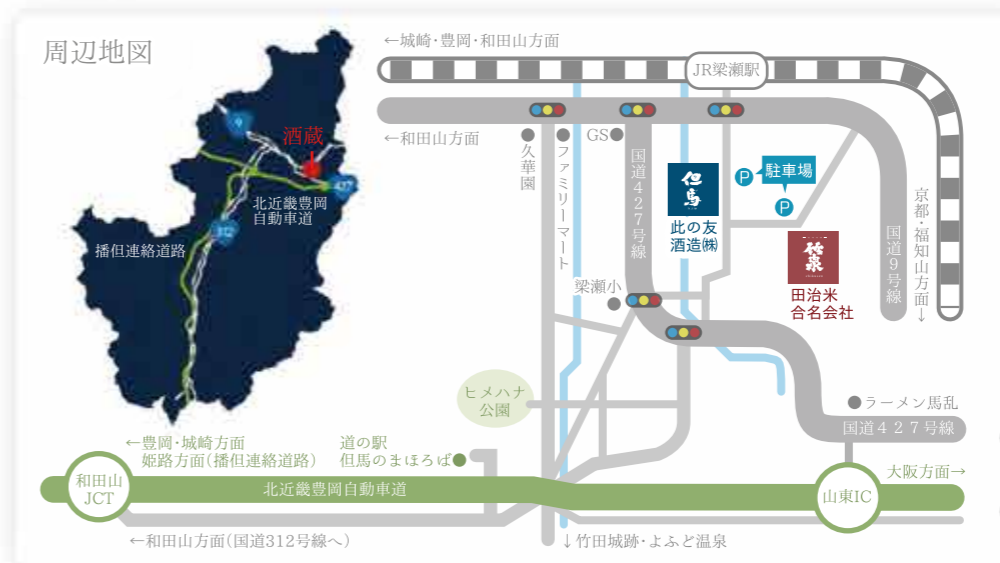 周辺地図
←城崎・豊岡・和田山方面
JR梁瀬駅
←和田山方面
久華園
ファミリーマート
GS
国道427号線
但馬
此の友
酒造㈱
駐車場
P
P
竹泉
田治米
合名会社
国道9号線
京都・福知山方面→
9
酒蔵
427
北近畿豊岡
自動車道
312
播但連絡道路
梁瀬小
ヒメハナ
公園
ラーメン馬乱
国道427号線
←豊岡・城崎方面
姫路方面(播但連絡道路)
道の駅
但馬のまほろば
大阪方面→
和田山
JCT
北近畿豊岡自動車道
山東IC
←和田山方面(国道312号線へ)
↓竹田城跡・よふど温泉